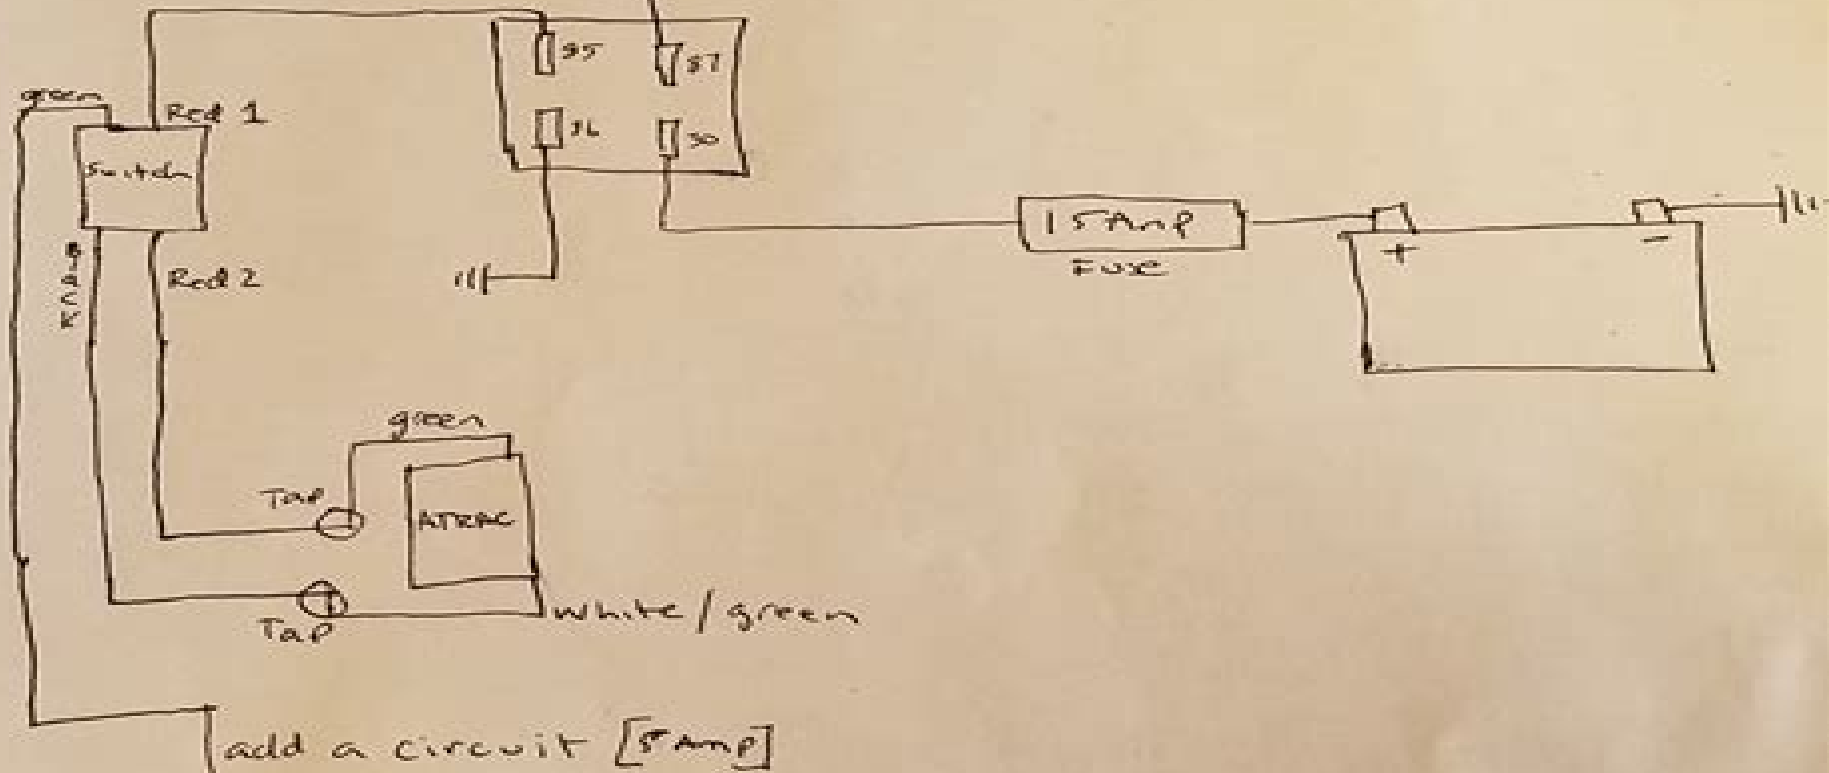 85
87
green
Red 1
Switch
86
30
15 Amp
Fuse
+
-
Red 2
green
Tap
ATRAC
white/green
Tap
add a circuit [5 Amp]